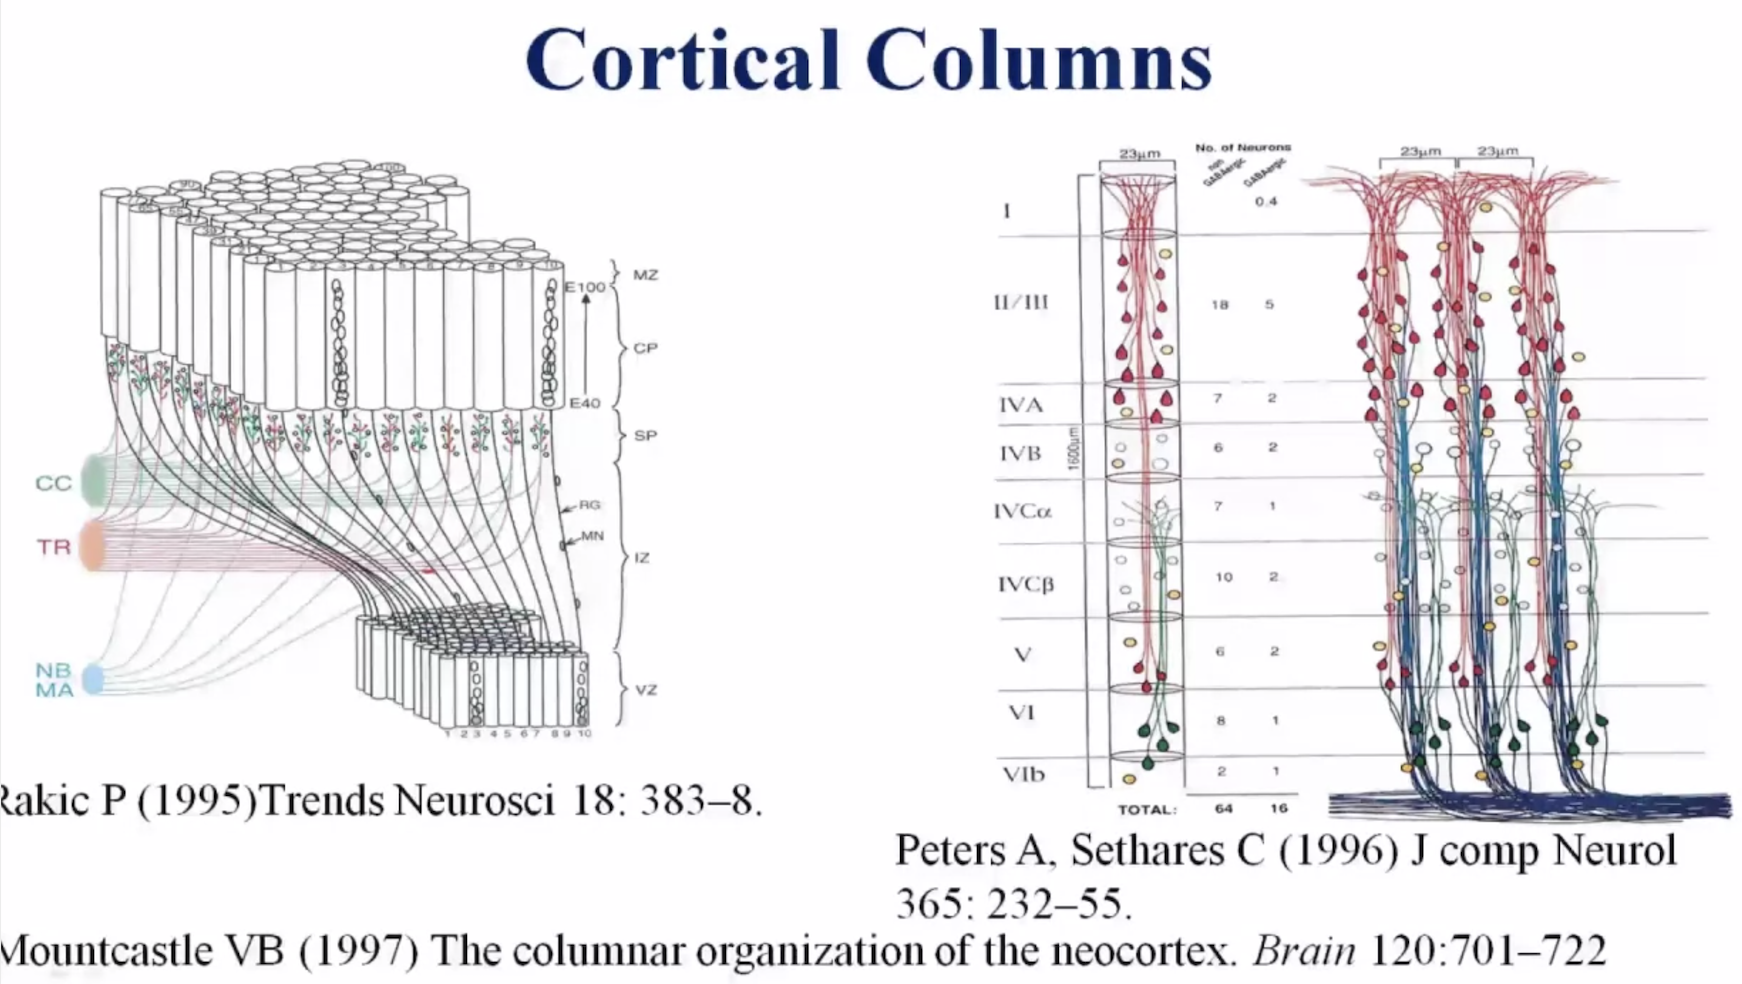 Cortical Columns
MZ
E100
CP
E40
SP
CC
RG
TR
MN
IZ
NB
MA
VZ
1 2 3 4 5 6 7 8 9 10
Rakic P (1995)Trends Neurosci 18: 383–8.
23µm
No. of Neurons
non GABAergic
GABAergic
23µm 23µm
I 0.4
II/III 18 5
IVA 7 2
IVB 6 2
1600µm
IVCα 7 1
IVCβ 10 2
V 6 2
VI 8 1
VIb 2 1
TOTAL: 64 16
Peters A, Sethares C (1996) J comp Neurol
365: 232–55.
Mountcastle VB (1997) The columnar organization of the neocortex. Brain 120:701–722